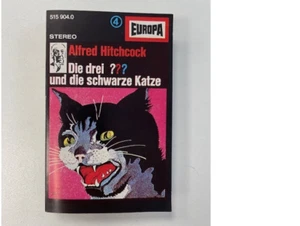 515 904.0
4
EUROPA
STEREO
Alfred Hitchcock
Die drei ???
und die schwarze Katze